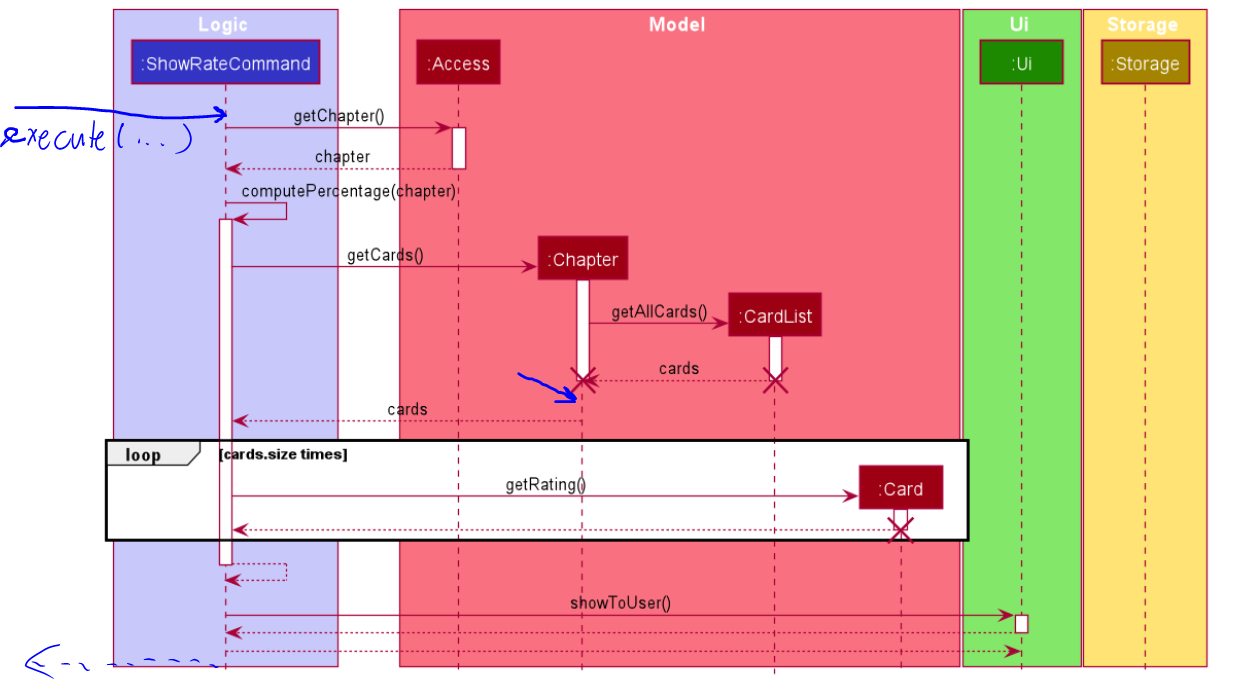 Logic
Model
Ui
Storage
:ShowRateCommand
:Access
:Ui
:Storage
execute(...)
getChapter()
chapter
computePercentage(chapter)
getCards()
:Chapter
getAllCards()
:CardList
cards
cards
loop
[cards.size times]
getRating()
:Card
showToUser()